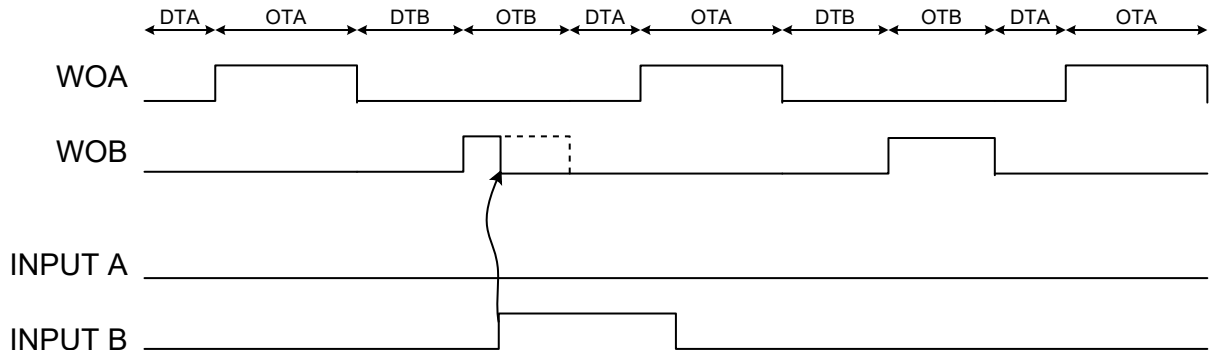 DTA OTA DTB OTB DTA OTA DTB OTB DTA OTA
WOA
WOB
INPUT A
INPUT B